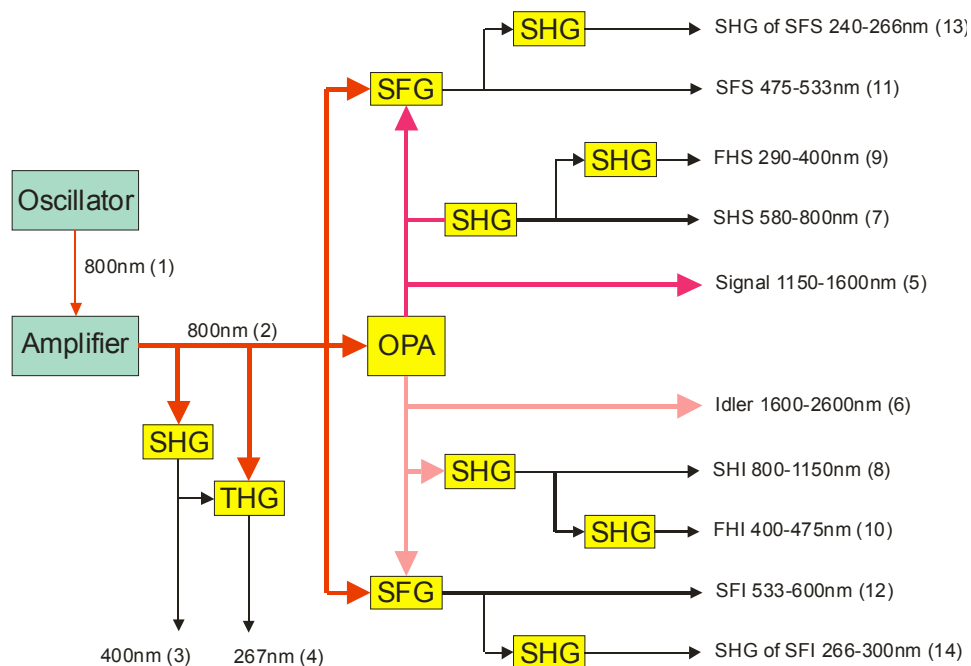 SHG
SHG of SFS 240-266nm (13)
SFG
SFS 475-533nm (11)
SHG
FHS 290-400nm (9)
Oscillator
SHG
SHS 580-800nm (7)
800nm (1)
Signal 1150-1600nm (5)
Amplifier
800nm (2)
OPA
Idler 1600-2600nm (6)
SHG
SHG
SHI 800-1150nm (8)
THG
SHG
FHI 400-475nm (10)
SFG
SFI 533-600nm (12)
400nm (3)
267nm (4)
SHG
SHG of SFI 266-300nm (14)